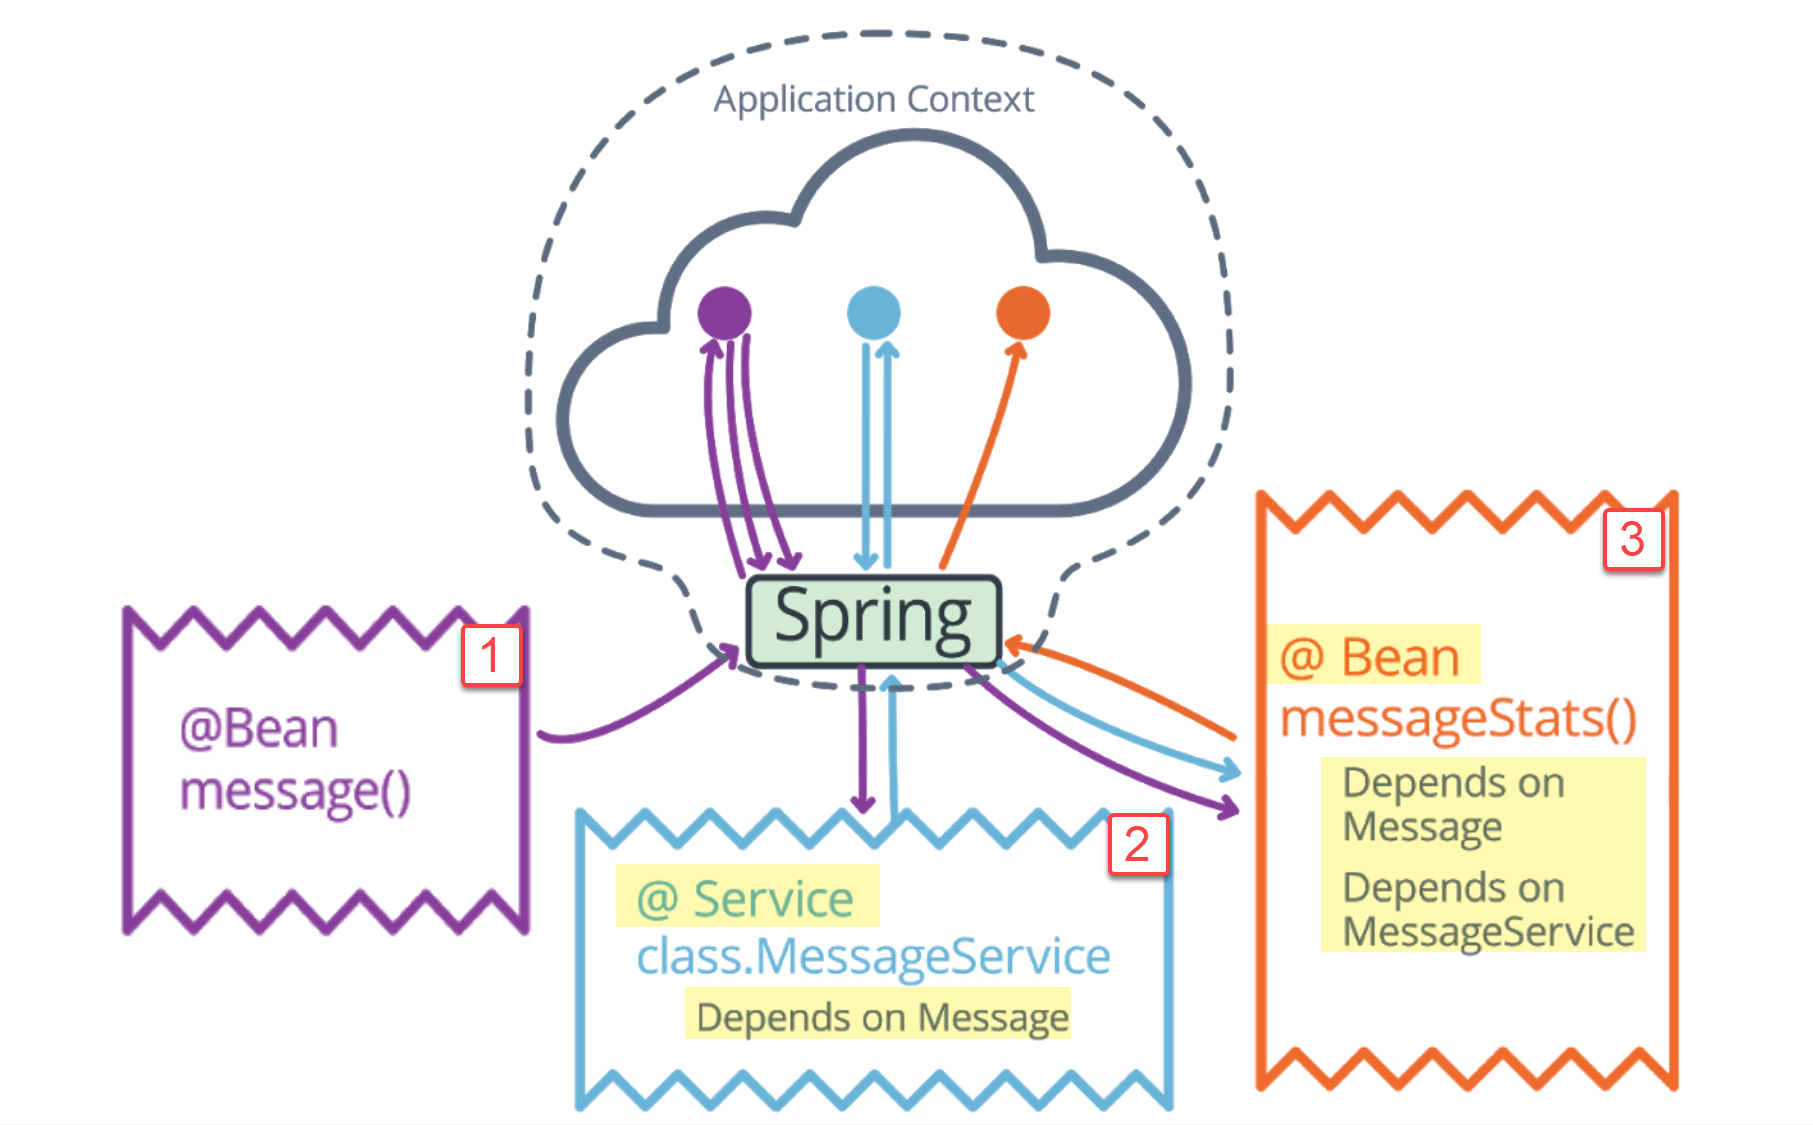 Application Context
Spring
1
@Bean
message()
2
@ Service
class.MessageService
Depends on Message
3
@ Bean
messageStats()
Depends on
Message
Depends on
MessageService